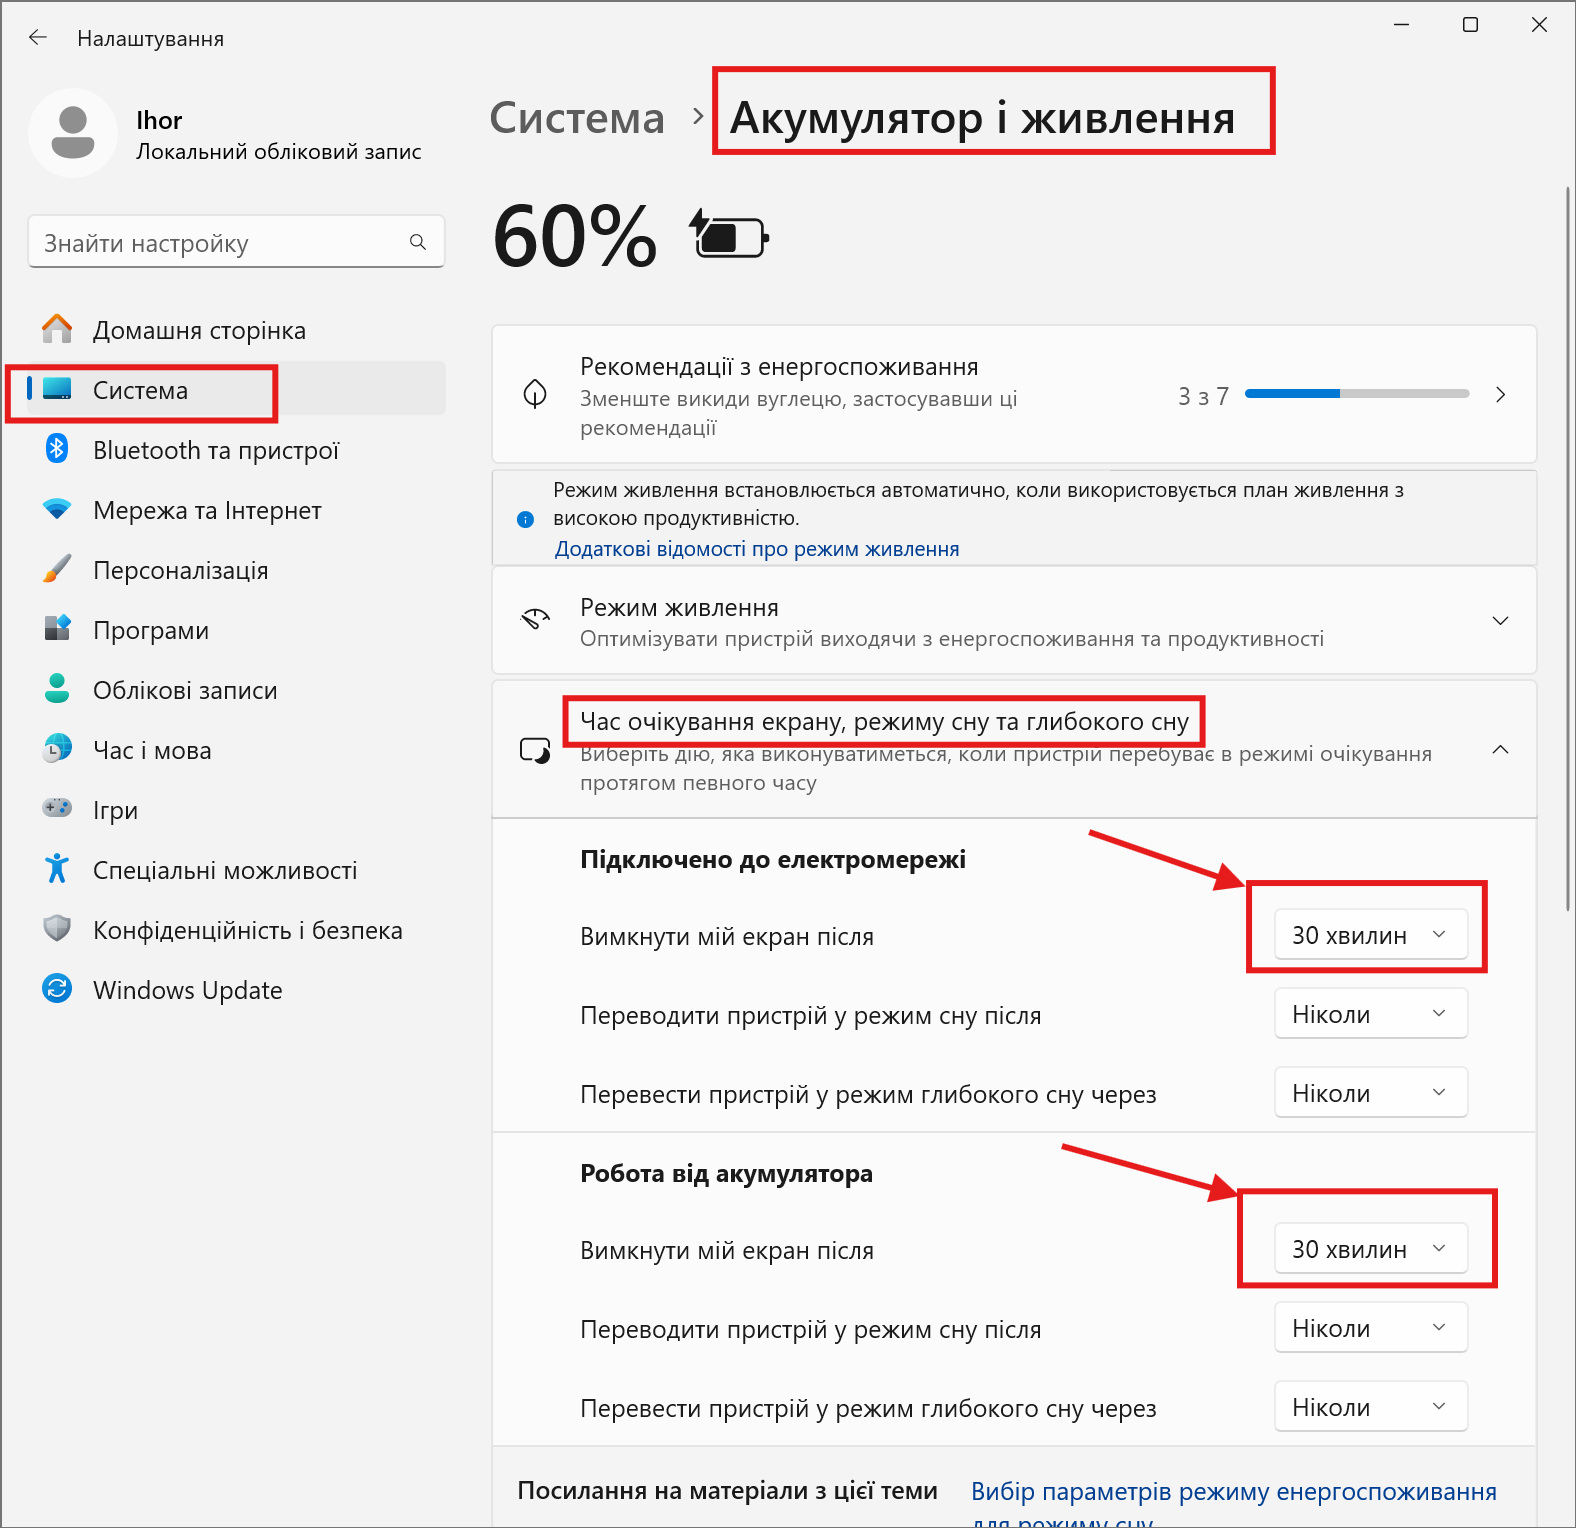 Налаштування
Ihor
Локальний обліковий запис
Знайти настройку
Домашня сторінка
Система
Bluetooth та пристрої
Мережа та Інтернет
Персоналізація
Програми
Облікові записи
Час і мова
Ігри
Спеціальні можливості
Конфіденційність і безпека
Windows Update
Система > Акумулятор і живлення
60%
Рекомендації з енергоспоживання
Зменште викиди вуглецю, застосувавши ці
рекомендації
3 з 7
Режим живлення встановлюється автоматично, коли використовується план живлення з
високою продуктивністю.
Додаткові відомості про режим живлення
Режим живлення
Оптимізувати пристрій виходячи з енергоспоживання та продуктивності
Час очікування екрану, режиму сну та глибокого сну
Виберіть дію, яка виконуватиметься, коли пристрій перебуває в режимі очікування
протягом певного часу
Підключено до електромережі
Вимкнути мій екран після 30 хвилин
Переводити пристрій у режим сну після Ніколи
Перевести пристрій у режим глибокого сну через Ніколи
Робота від акумулятора
Вимкнути мій екран після 30 хвилин
Переводити пристрій у режим сну після Ніколи
Перевести пристрій у режим глибокого сну через Ніколи
Посилання на матеріали з цієї теми Вибір параметрів режиму енергоспоживання
для режиму сну